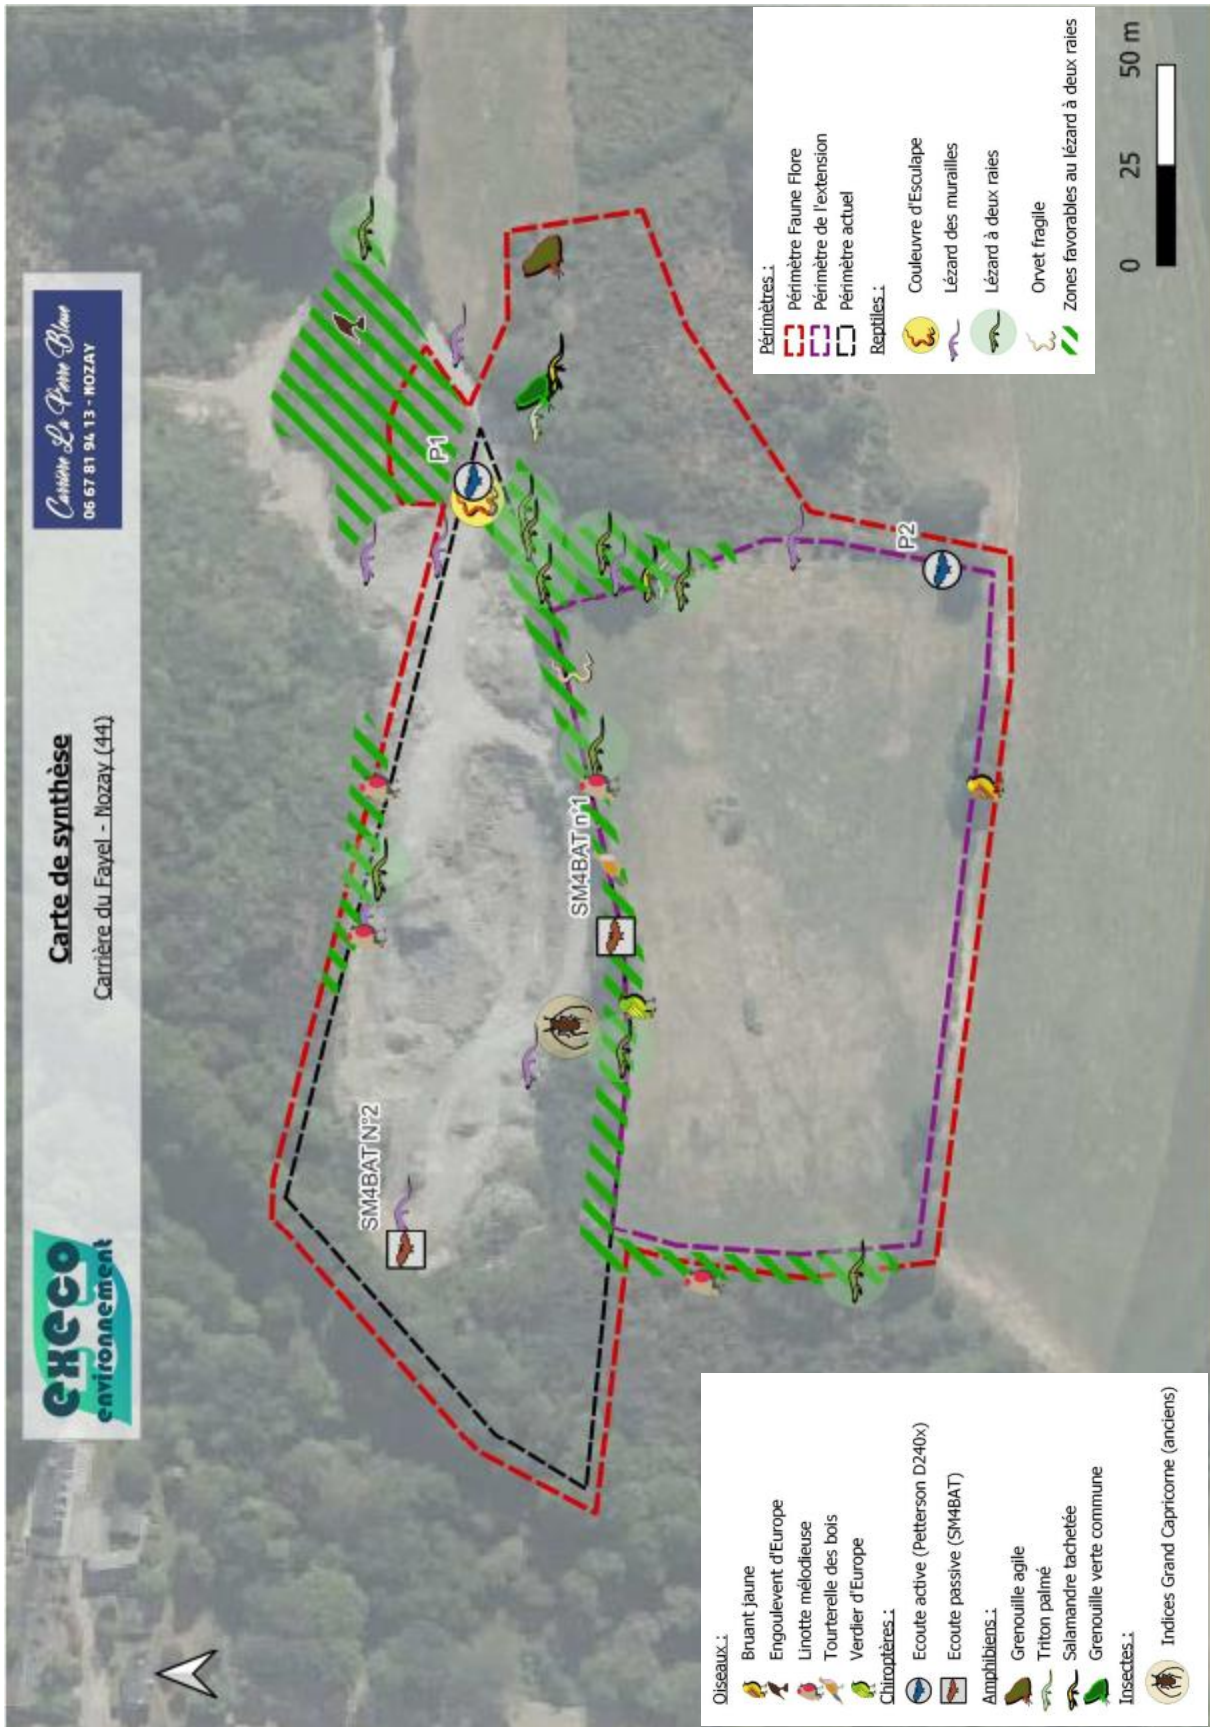 execo
environnement
Carte de synthèse
Carrière du Fayel - Nozay (44)
Carrière La Pierre Bleue
06 67 81 94 13 - NOZAY
SM4BAT N°2
SM4BAT n°1
P1
P2
Oiseaux :
Bruant jaune
Engoulevent d'Europe
Linotte mélodieuse
Tourterelle des bois
Verdier d'Europe
Chiroptères :
Ecoute active (Petterson D240x)
Ecoute passive (SM4BAT)
Amphibiens :
Grenouille agile
Triton palmé
Salamandre tachetée
Grenouille verte commune
Insectes :
Indices Grand Capricorne (anciens)
Périmètres :
Périmètre Faune Flore
Périmètre de l'extension
Périmètre actuel
Reptiles :
Couleuvre d'Esculape
Lézard des murailles
Lézard à deux raies
Orvet fragile
Zones favorables au lézard à deux raies
0 25 50 m